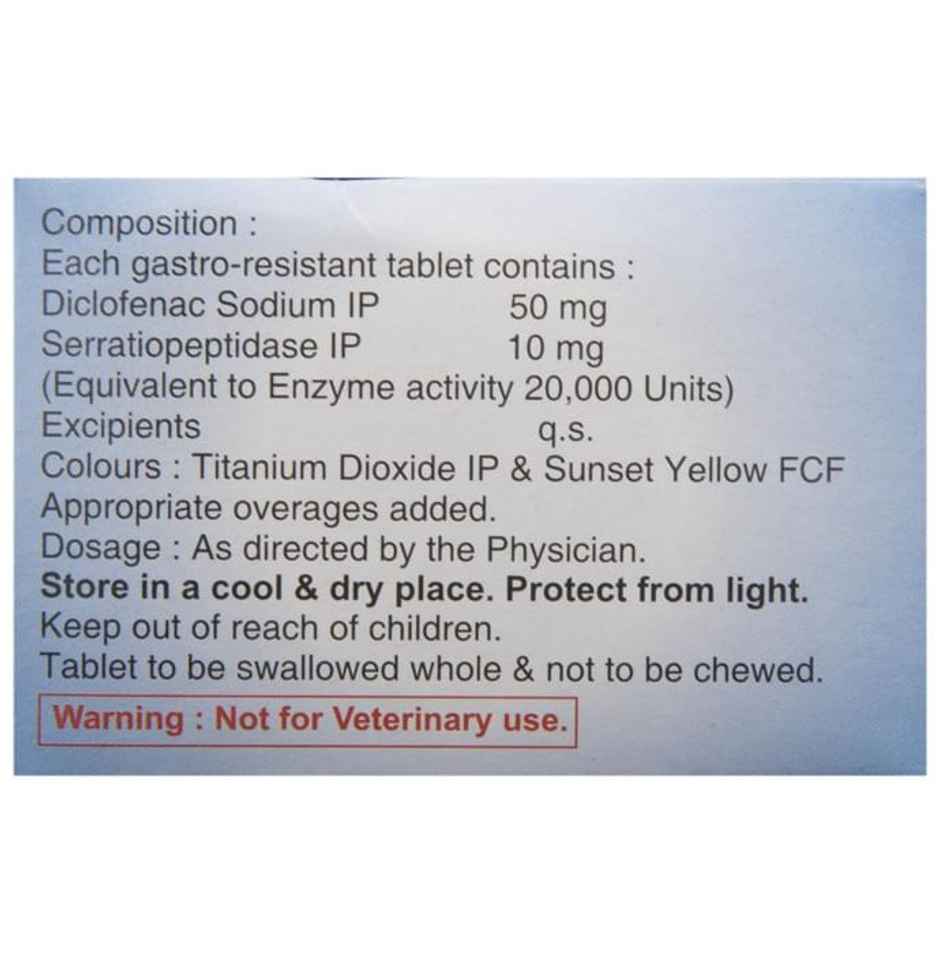 Composition :
Each gastro-resistant tablet contains :
Diclofenac Sodium IP 50 mg
Serratiopeptidase IP 10 mg
(Equivalent to Enzyme activity 20,000 Units)
Excipients q.s.
Colours : Titanium Dioxide IP & Sunset Yellow FCF
Appropriate overages added.
Dosage : As directed by the Physician.
Store in a cool & dry place. Protect from light.
Keep out of reach of children.
Tablet to be swallowed whole & not to be chewed.
Warning : Not for Veterinary use.